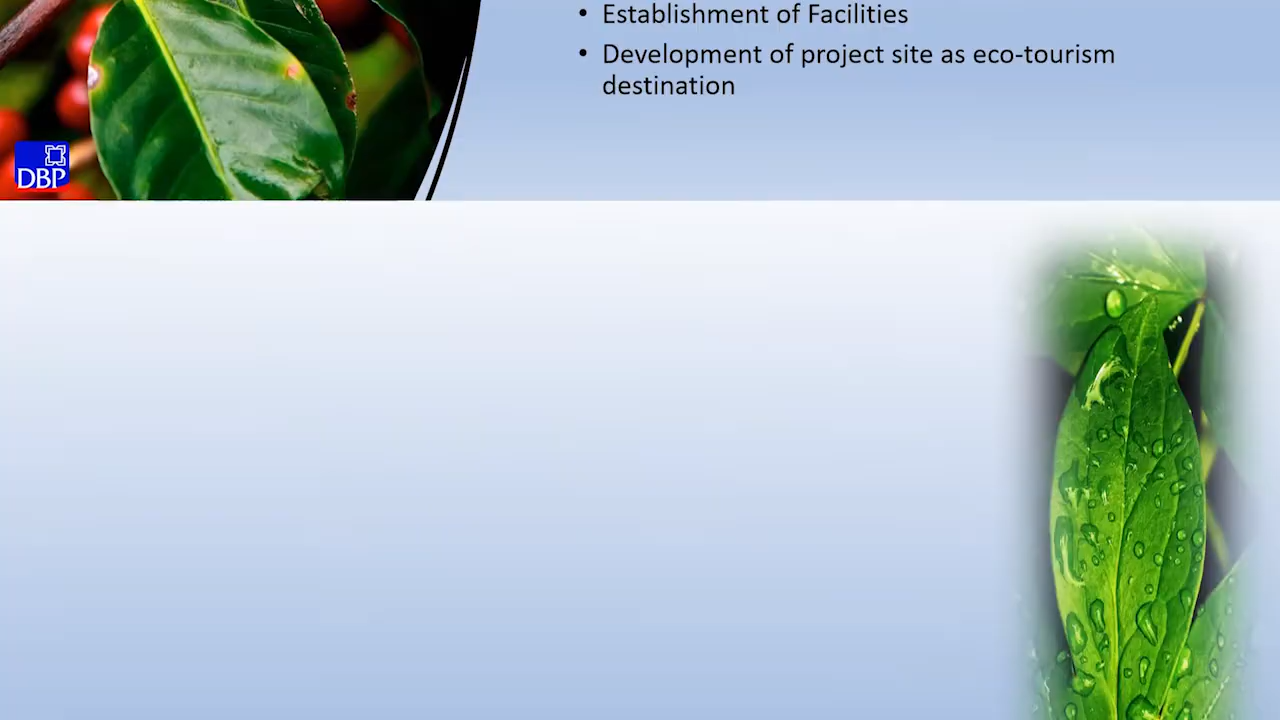 • Establishment of Facilities
• Development of project site as eco-tourism
destination
DBP